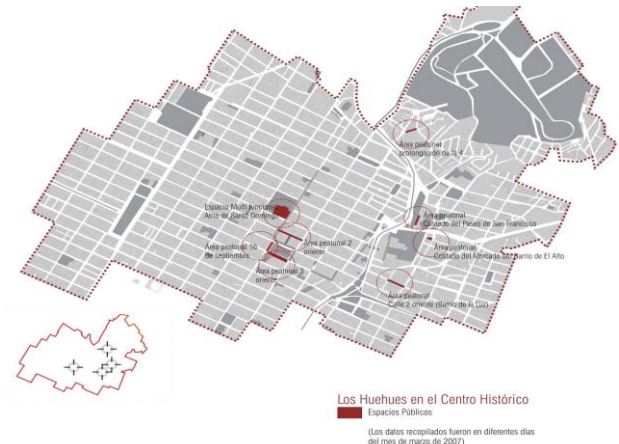 Área peatonal
prolongación de la 4
Espacio Multifuncional
Atrio de Santo Domingo
Área peatonal
Costado del Paseo de San Francisco
Área peatonal 16
de septiembre
Área peatonal 2
oriente
Área peatonal
Costado del Mercado del Barrio de El Alto
Área peatonal 3
oriente
Área peatonal
Calle 2 oriente (Barrio de la Luz)
Los Huehues en el Centro Histórico
Espacios Públicos
(Los datos recopilados fueron en diferentes días
del mes de marzo de 2007)